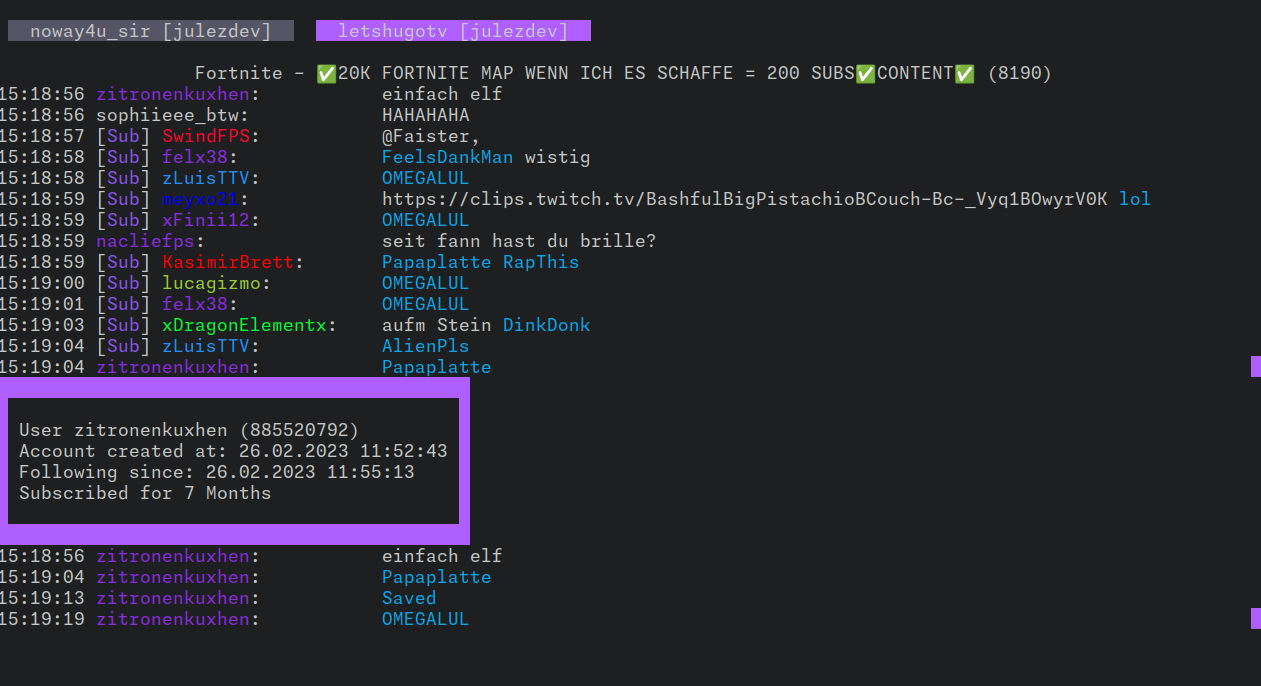 noway4u_sir [julezdev] letshugotv [julezdev]
Fortnite - ✅20K FORTNITE MAP WENN ICH ES SCHAFFE = 200 SUBS✅CONTENT✅ (8190)
15:18:56 zitronenkuxhen: einfach elf
15:18:56 sophiieee_btw: HAHAHAHA
15:18:57 [Sub] SwindFPS: @Faister,
15:18:58 [Sub] felx38: FeelsDankMan wistig
15:18:58 [Sub] zLuisTTV: OMEGALUL
15:18:59 [Sub] meyxo21: https://clips.twitch.tv/BashfulBigPistachioBCouch-Bc-_Vyq1BOwyrV0K lol
15:18:59 [Sub] xFinii12: OMEGALUL
15:18:59 nacliefps: seit fann hast du brille?
15:18:59 [Sub] KasimirBrett: Papaplatte RapThis
15:19:00 [Sub] lucagizmo: OMEGALUL
15:19:01 [Sub] felx38: OMEGALUL
15:19:03 [Sub] xDragonElementx: aufm Stein DinkDonk
15:19:04 [Sub] zLuisTTV: AlienPls
15:19:04 zitronenkuxhen: Papaplatte
User zitronenkuxhen (885520792)
Account created at: 26.02.2023 11:52:43
Following since: 26.02.2023 11:55:13
Subscribed for 7 Months
15:18:56 zitronenkuxhen: einfach elf
15:19:04 zitronenkuxhen: Papaplatte
15:19:13 zitronenkuxhen: Saved
15:19:19 zitronenkuxhen: OMEGALUL